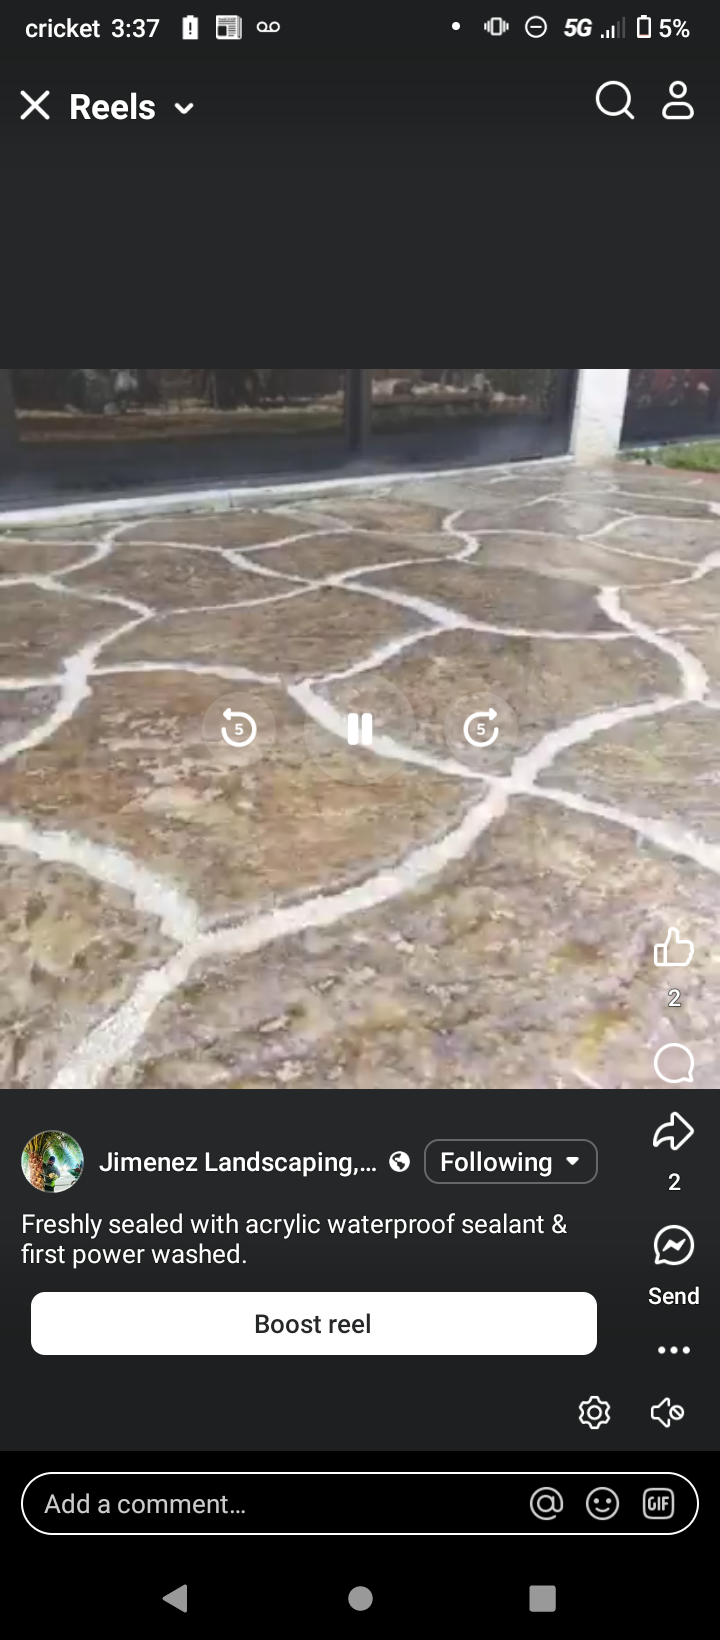 cricket 3:37 5G 5%
Reels
5 5
2
Jimenez Landscaping,... Following
2
Freshly sealed with acrylic waterproof sealant &
first power washed.
Send
Boost reel
Add a comment... @ GIF